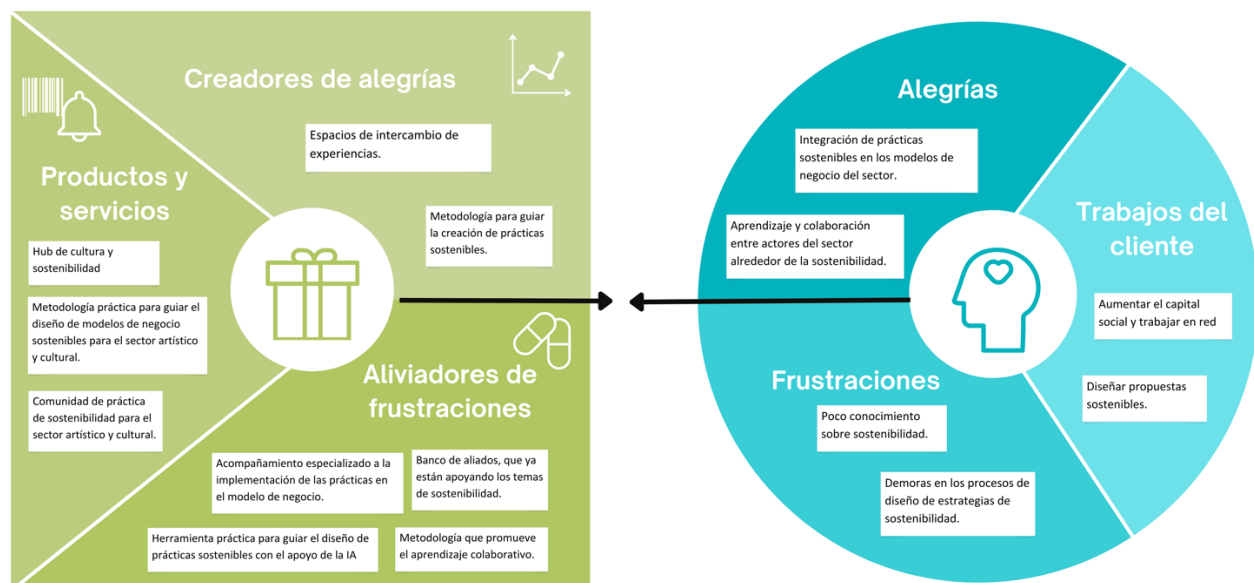 Creadores de alegrías
Espacios de intercambio de
experiencias.
Metodología para guiar
la creación de prácticas
sostenibles.
Productos y
servicios
Hub de cultura y
sostenibilidad
Metodología práctica para guiar el
diseño de modelos de negocio
sostenibles para el sector artístico
y cultural.
Comunidad de práctica
de sostenibilidad para el
sector artístico y cultural.
Aliviadores de
frustraciones
Acompañamiento especializado a la
implementación de las prácticas en
el modelo de negocio.
Banco de aliados, que ya
están apoyando los temas
de sostenibilidad.
Herramienta práctica para guiar el diseño de
prácticas sostenibles con el apoyo de la IA
Metodología que promueve
el aprendizaje colaborativo.
Alegrías
Integración de prácticas
sostenibles en los modelos de
negocio del sector.
Aprendizaje y colaboración
entre actores del sector
alrededor de la sostenibilidad.
Trabajos del
cliente
Aumentar el capital
social y trabajar en red
Diseñar propuestas
sostenibles.
Frustraciones
Poco conocimiento
sobre sostenibilidad.
Demoras en los procesos de
diseño de estrategias de
sostenibilidad.